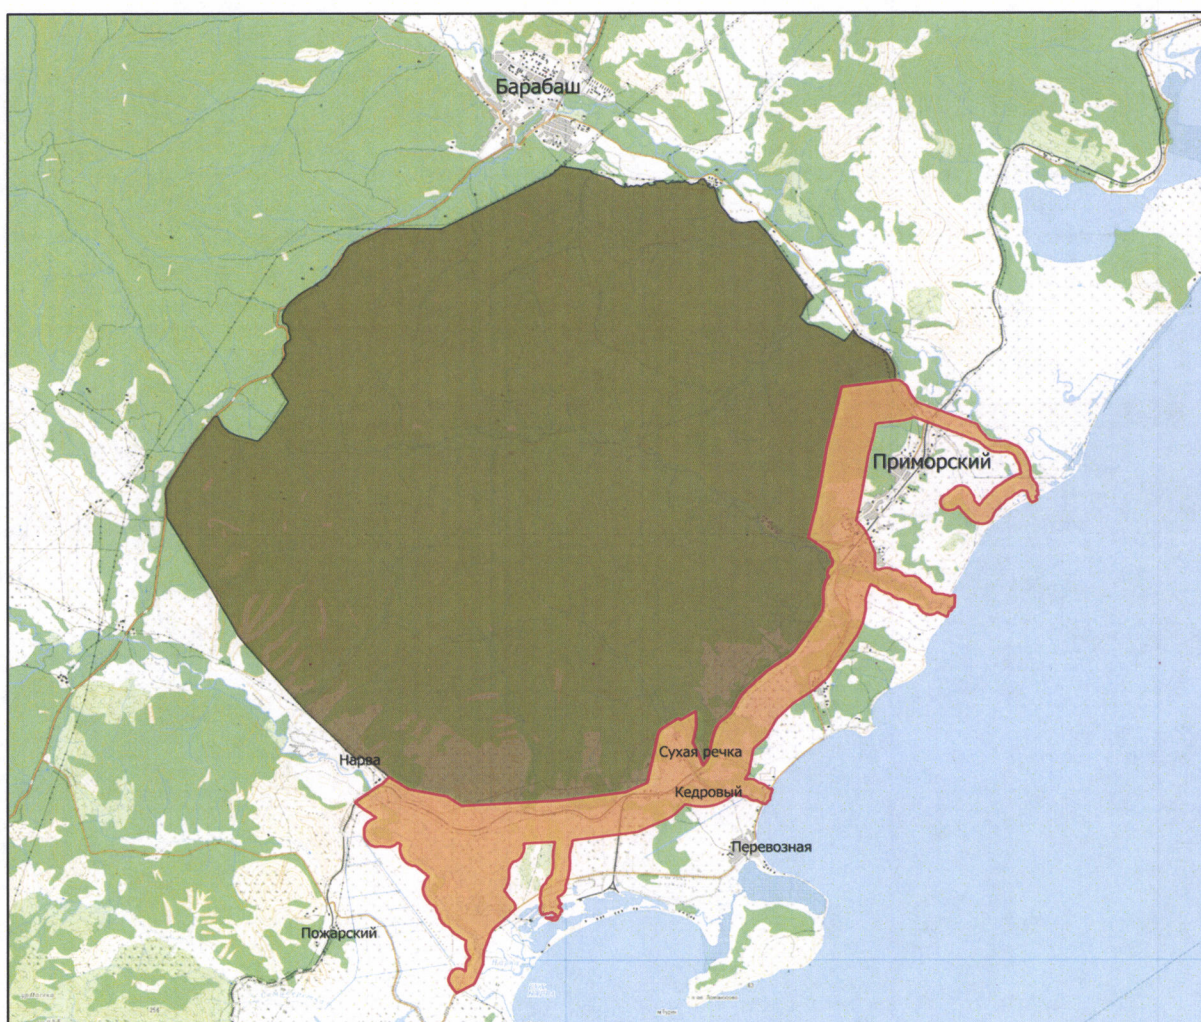 Барабаш
Приморский
Сухая речка
Нарва
Кедровый
Перевозная
Пожарский